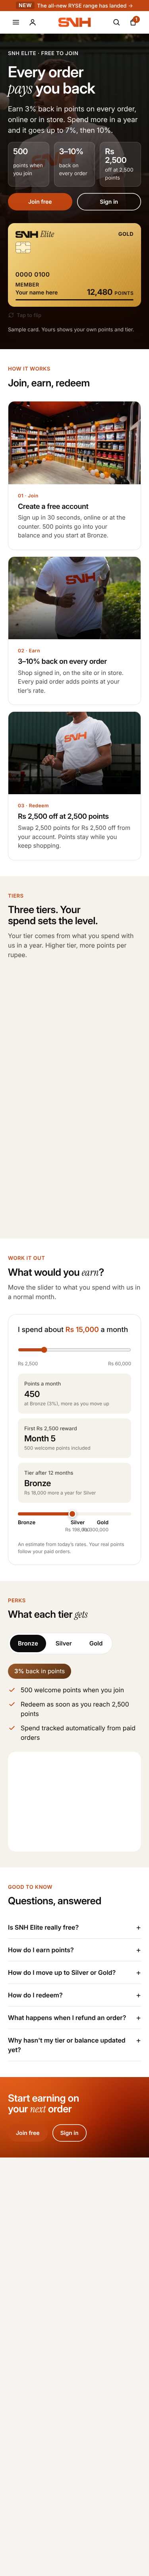 NEW The all-new RYSE range has landed →
SNH
1
SNH ELITE · FREE TO JOIN
Every order
pays you back
Earn 3% back in points on every order,
online or in store. Spend more in a year
and it goes up to 7%, then 10%.
500
points when
you join
3–10%
back on
every order
Rs
2,500
off at 2,500
points
Join free
Sign in
SNH Elite
GOLD
0000 0100
MEMBER
Your name here
12,480 POINTS
Tap to flip
Sample card. Yours shows your own points and tier.
HOW IT WORKS
Join, earn, redeem
01 · Join
Create a free account
Sign up in 30 seconds, online or at the
counter. 500 points go into your
balance and you start at Bronze.
SNH
02 · Earn
3–10% back on every order
Shop signed in, on the site or in store.
Every paid order adds points at your
tier's rate.
SNH
03 · Redeem
Rs 2,500 off at 2,500 points
Swap 2,500 points for Rs 2,500 off from
your account. Points stay while you
keep shopping.
TIERS
Three tiers. Your
spend sets the level.
Your tier comes from what you spend with
us in a year. Higher tier, more points per
rupee.
WORK IT OUT
What would you earn?
Move the slider to what you spend with us in
a normal month.
I spend about Rs 15,000 a month
Rs 2,500
Rs 60,000
Points a month
450
at Bronze (3%), more as you move up
First Rs 2,500 reward
Month 5
500 welcome points included
Tier after 12 months
Bronze
Rs 18,000 more a year for Silver
Bronze
Silver
Gold
An estimate from today's rates. Your real points
follow your paid orders.
PERKS
What each tier gets
Bronze
Silver
Gold
3% back in points
500 welcome points when you join
Redeem as soon as you reach 2,500
points
Spend tracked automatically from paid
orders
GOOD TO KNOW
Questions, answered
Is SNH Elite really free? +
How do I earn points? +
How do I move up to Silver or Gold? +
How do I redeem? +
What happens when I refund an order? +
Why hasn't my tier or balance updated +
yet?
Start earning on
your next order
Join free
Sign in